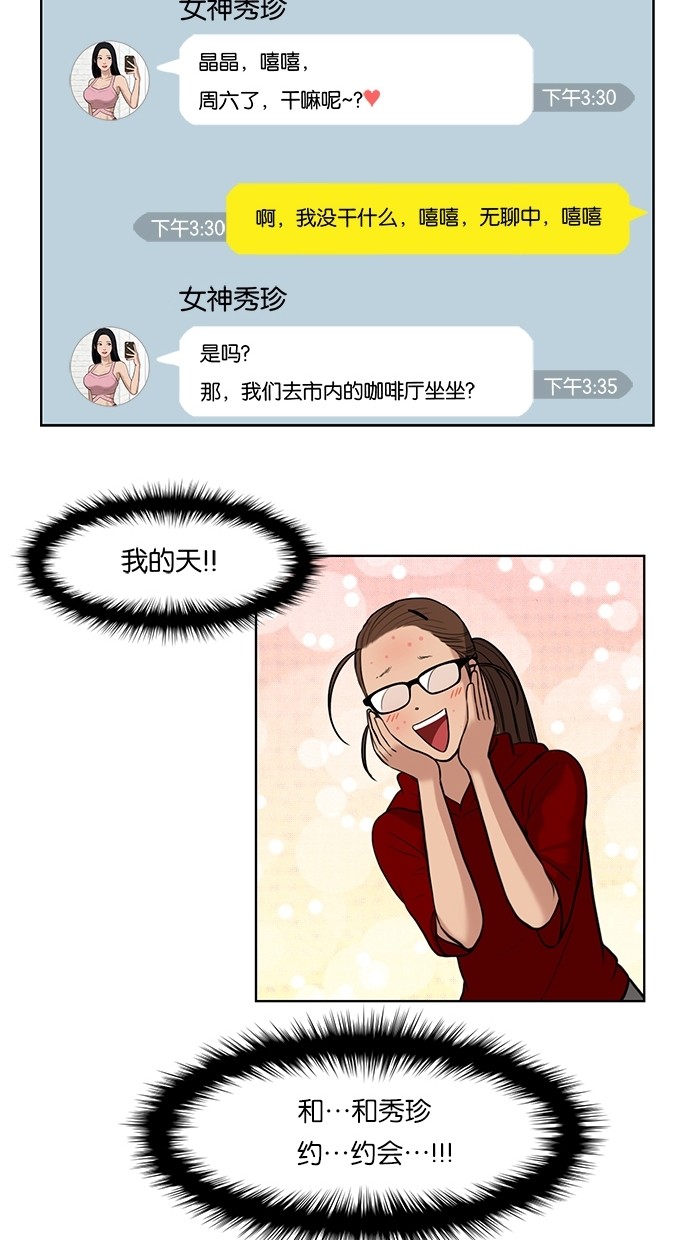 女神秀珍
晶晶，嘻嘻，
周六了，干嘛呢~?♥
下午3:30
下午3:30
啊，我没干什么，嘻嘻，无聊中，嘻嘻
女神秀珍
是吗?
那，我们去市内的咖啡厅坐坐?
下午3:35
我的天!!
和…和秀珍
约…约会…!!!